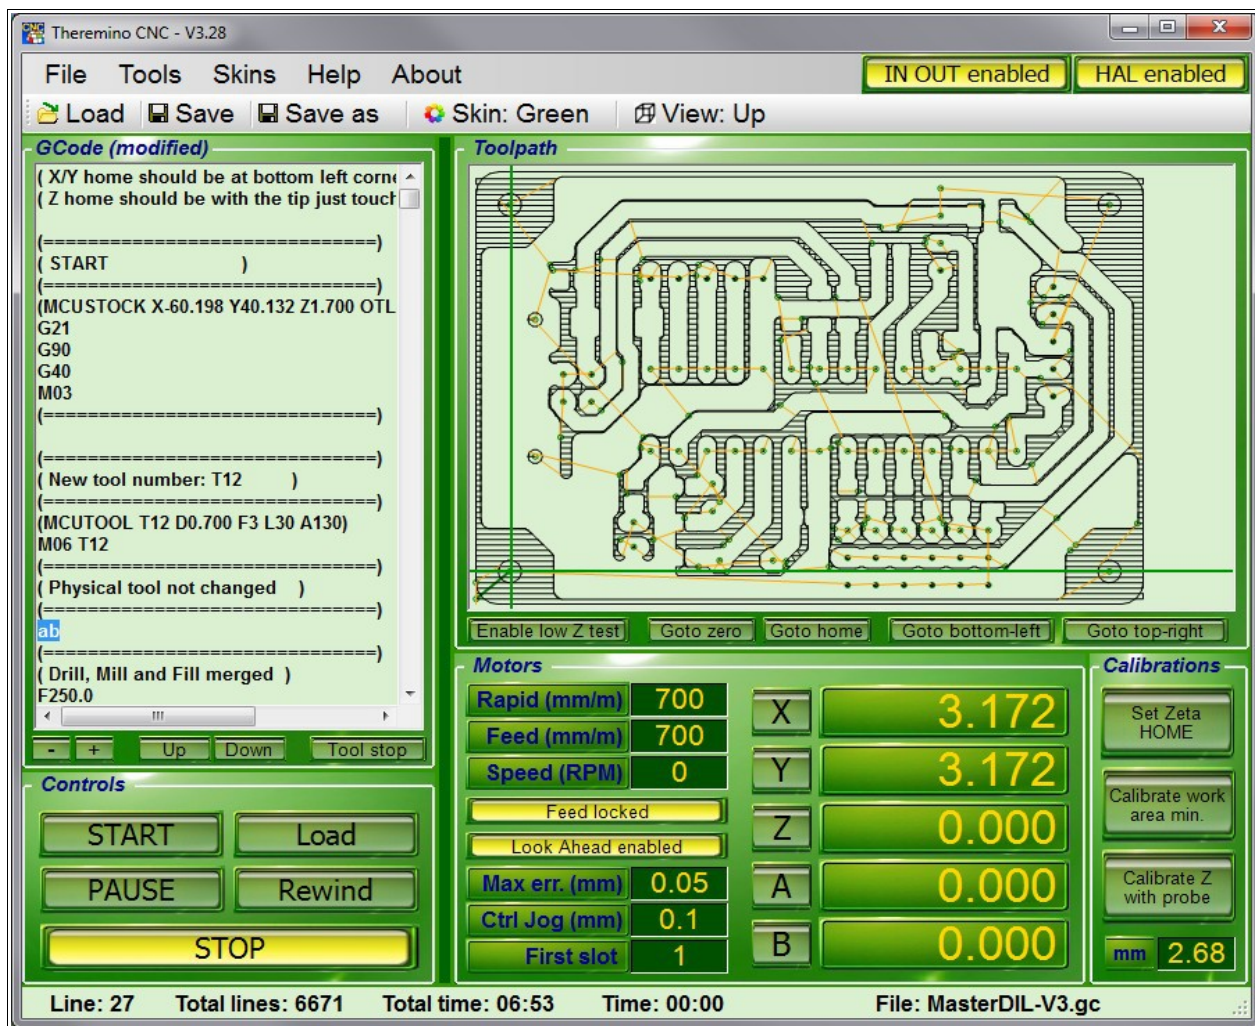 Theremino CNC - V3.28
File Tools Skins Help About IN OUT enabled HAL enabled
Load Save Save as Skin: Green View: Up
GCode (modified)
( X/Y home should be at bottom left corne
( Z home should be with the tip just touch
(==============================)
( START )
(==============================)
(MCUSTOCK X-60.198 Y40.132 Z1.700 OTL
G21
G90
G40
M03
(==============================)
(==============================)
( New tool number: T12 )
(==============================)
(MCUTOOL T12 D0.700 F3 L30 A130)
M06 T12
(==============================)
( Physical tool not changed )
(==============================)
ab
(==============================)
( Drill, Mill and Fill merged )
F250.0
- + Up Down Tool stop
Toolpath
Enable low Z test Goto zero Goto home Goto bottom-left Goto top-right
Controls
START Load
PAUSE Rewind
STOP
Motors
Rapid (mm/m) 700
Feed (mm/m) 700
Speed (RPM) 0
Feed locked
Look Ahead enabled
Max err. (mm) 0.05
Ctrl Jog (mm) 0.1
First slot 1
X 3.172
Y 3.172
Z 0.000
A 0.000
B 0.000
Calibrations
Set Zeta
HOME
Calibrate work
area min.
Calibrate Z
with probe
mm 2.68
Line: 27 Total lines: 6671 Total time: 06:53 Time: 00:00 File: MasterDIL-V3.gc